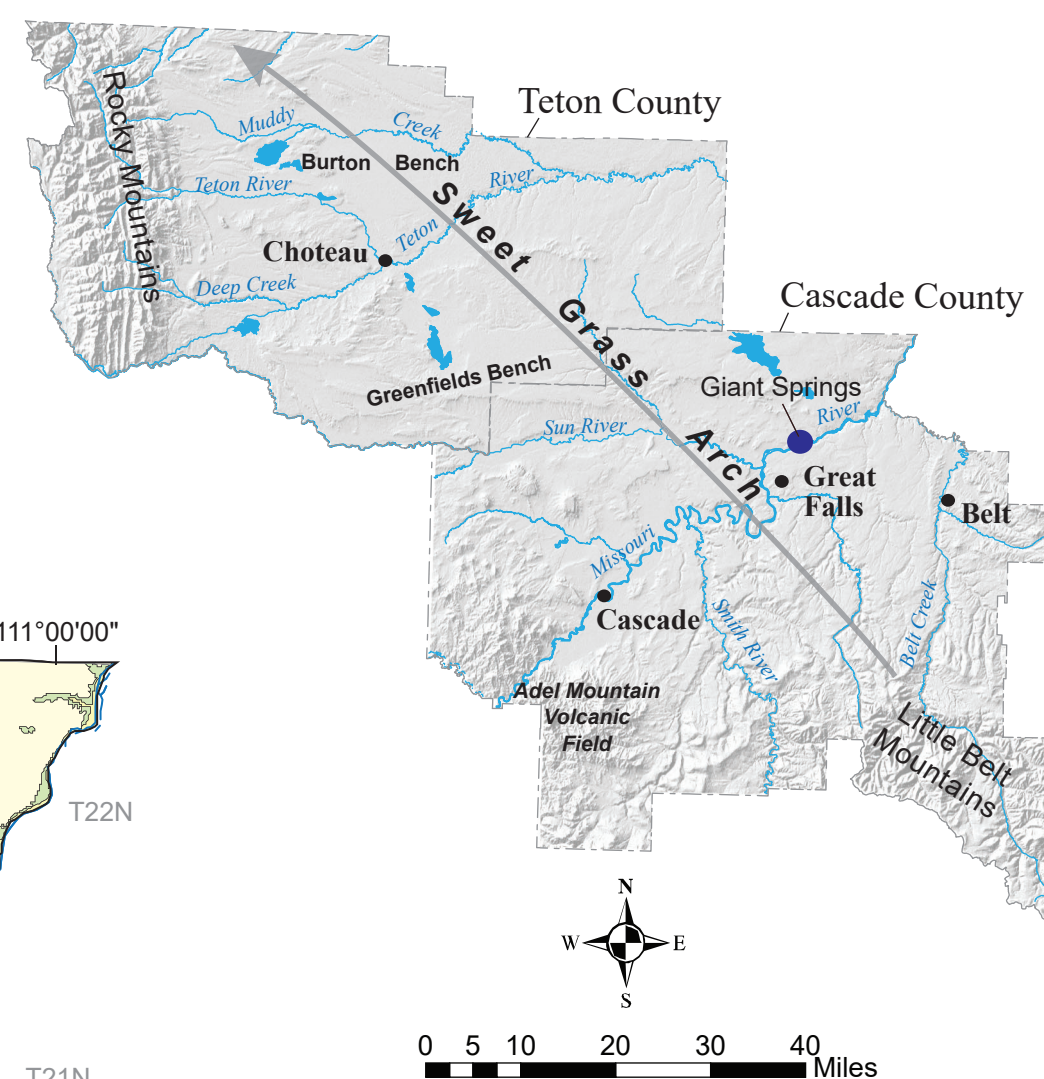 Teton County
Rocky Mountains
Muddy
Creek
Burton Bench
Teton River
River
Sweet
Teton
Choteau
Deep Creek
Cascade County
Grass
Greenfields Bench
Giant Springs
River
Sun River
Arch
Great
Falls
Belt
Missouri
Cascade
Smith River
Belt Creek
111°00'00"
Adel Mountain
Volcanic
Field
Little Belt
Mountains
T22N
N
W E
S
0 5 10 20 30 40
Miles
T21N